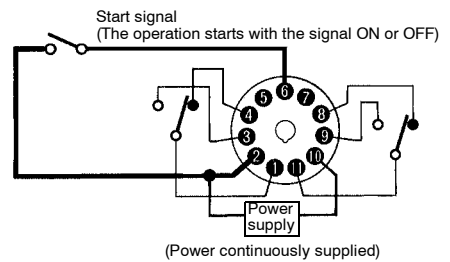 Start signal
(The operation starts with the signal ON or OFF)
6
5 7
4 8
3 9
2 10
1 11
Power
supply
(Power continuously supplied)